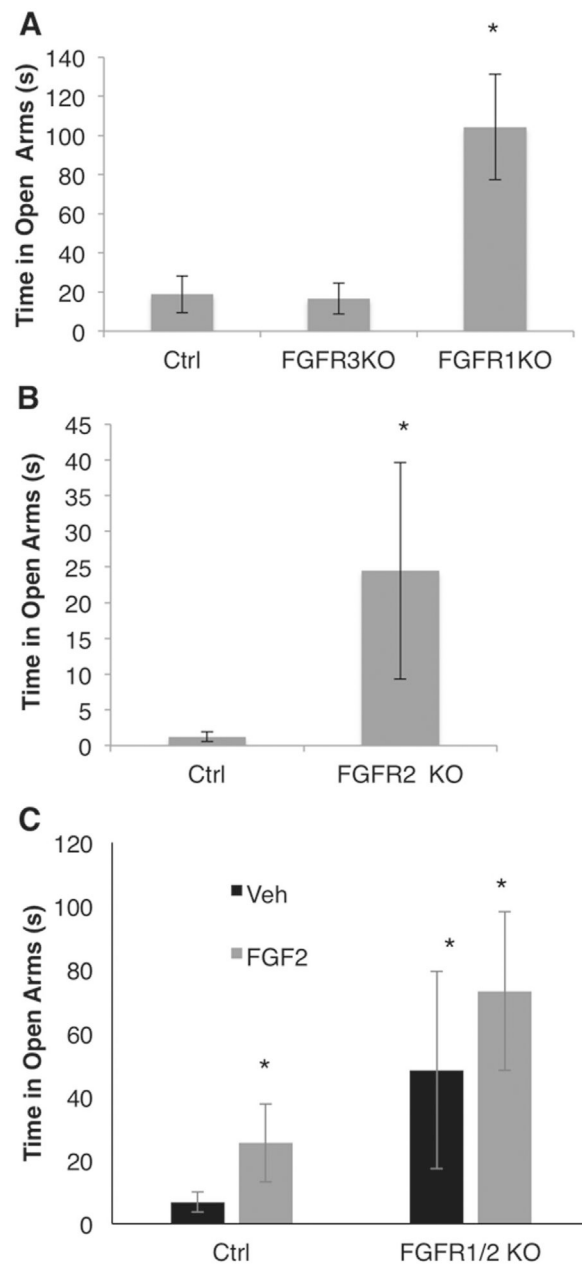 A
*
Time in Open Arms (s)
140
120
100
80
60
40
20
0
Ctrl
FGFR3KO
FGFR1KO
B
*
Time in Open Arms (s)
45
40
35
30
25
20
15
10
5
0
Ctrl
FGFR2 KO
C
Time in Open Arms (s)
120
100
80
60
40
20
0
Veh
FGF2
*
*
*
Ctrl
FGFR1/2 KO